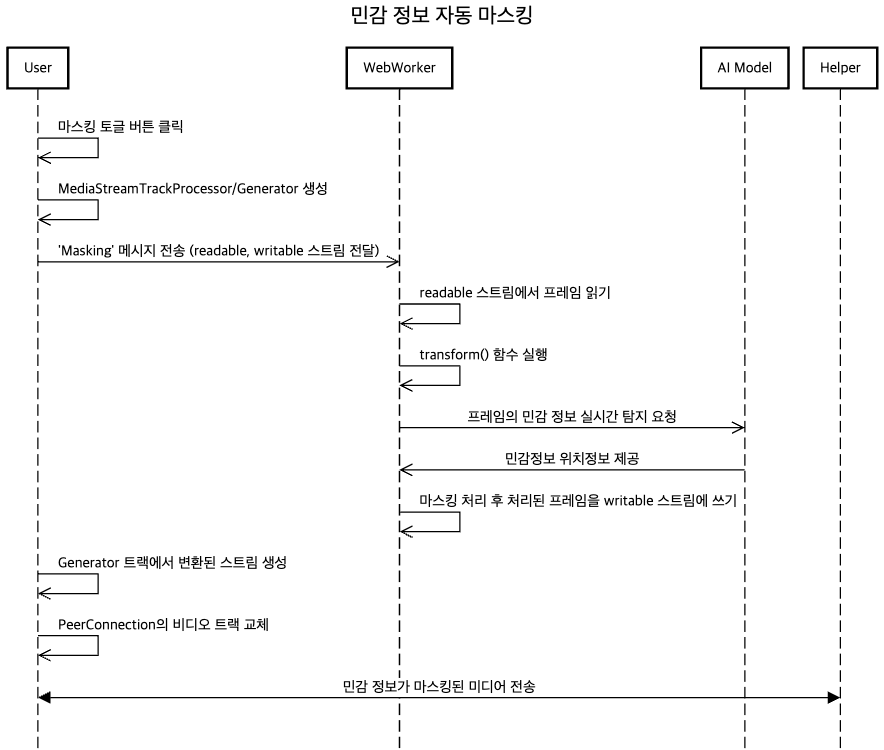 민감 정보 자동 마스킹
User
WebWorker
AI Model
Helper
마스킹 토글 버튼 클릭
MediaStreamTrackProcessor/Generator 생성
'Masking' 메시지 전송 (readable, writable 스트림 전달)
readable 스트림에서 프레임 읽기
transform() 함수 실행
프레임의 민감 정보 실시간 탐지 요청
민감정보 위치정보 제공
마스킹 처리 후 처리된 프레임을 writable 스트림에 쓰기
Generator 트랙에서 변환된 스트림 생성
PeerConnection의 비디오 트랙 교체
민감 정보가 마스킹된 미디어 전송